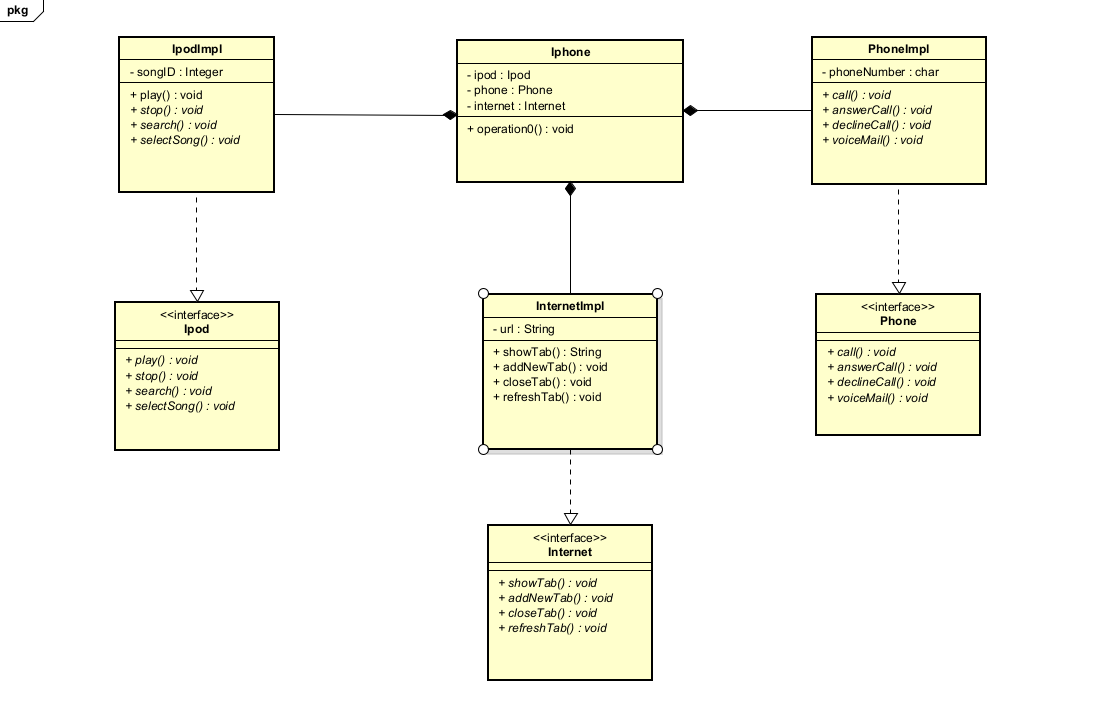 pkg
IpodImpl
- songID : Integer
+ play() : void
+ stop() : void
+ search() : void
+ selectSong() : void
Iphone
- ipod : Ipod
- phone : Phone
- internet : Internet
+ operation0() : void
PhoneImpl
- phoneNumber : char
+ call() : void
+ answerCall() : void
+ declineCall() : void
+ voiceMail() : void
<<interface>>
Ipod
+ play() : void
+ stop() : void
+ search() : void
+ selectSong() : void
InternetImpl
- url : String
+ showTab() : String
+ addNewTab() : void
+ closeTab() : void
+ refreshTab() : void
<<interface>>
Phone
+ call() : void
+ answerCall() : void
+ declineCall() : void
+ voiceMail() : void
<<interface>>
Internet
+ showTab() : void
+ addNewTab() : void
+ closeTab() : void
+ refreshTab() : void